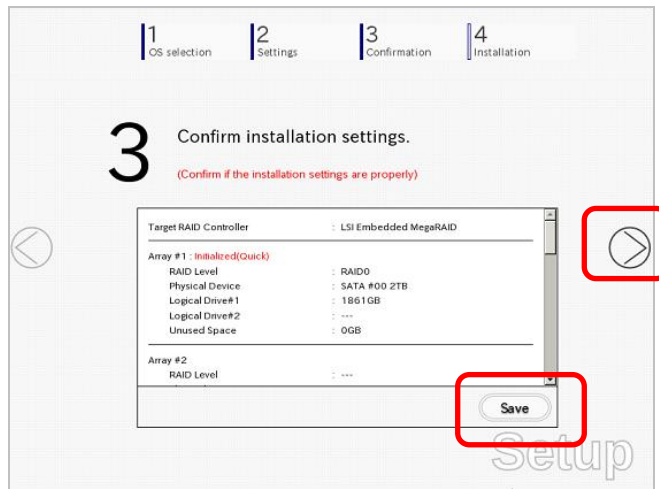 1 2 3 4
OS selection Settings Confirmation Installation
3 Confirm installation settings.
(Confirm if the installation settings are properly)
Target RAID Controller : LSI Embedded MegaRAID
Array #1 : Initialized(Quick)
RAID Level : RAID0
Physical Device : SATA #00 2TB
Logical Drive#1 : 1861GB
Logical Drive#2 : ---
Unused Space : 0GB
Array #2
RAID Level : ---
Save
Setup